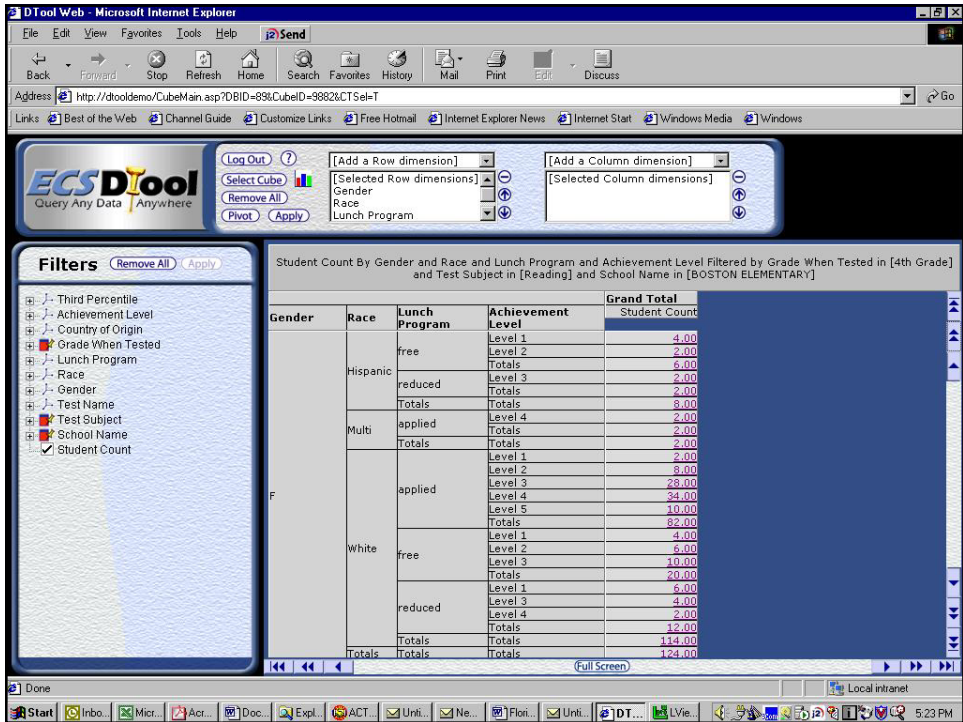 DTool Web - Microsoft Internet Explorer
File Edit View Favorites Tools Help Send
Back Forward Stop Refresh Home Search Favorites History Mail Print Edit Discuss
Address http://dtooldemo/CubeMain.asp?DBID=89&CubeID=9882&CTSel=T Go
Links Best of the Web Channel Guide Customize Links Free Hotmail Internet Explorer News Internet Start Windows Media Windows
ECSDTool
Query Any Data Anywhere
Log Out ?
Select Cube
Remove All
Pivot Apply
[Add a Row dimension]
[Selected Row dimensions]
Gender
Race
Lunch Program
[Add a Column dimension]
[Selected Column dimensions]
Filters Remove All Apply
Third Percentile
Achievement Level
Country of Origin
Grade When Tested
Lunch Program
Race
Gender
Test Name
Test Subject
School Name
Student Count
Student Count By Gender and Race and Lunch Program and Achievement Level Filtered by Grade When Tested in [4th Grade]
and Test Subject in [Reading] and School Name in [BOSTON ELEMENTARY]
Grand Total
Gender Race Lunch Program Achievement Level Student Count
F Hispanic free Level 1 4.00
Level 2 2.00
Totals 6.00
reduced Level 3 2.00
Totals 2.00
Totals Totals 8.00
Multi applied Level 4 2.00
Totals 2.00
Totals Totals 2.00
White applied Level 1 2.00
Level 2 8.00
Level 3 28.00
Level 4 34.00
Level 5 10.00
Totals 82.00
free Level 1 4.00
Level 2 6.00
Level 3 10.00
Totals 20.00
reduced Level 1 6.00
Level 3 4.00
Level 4 2.00
Totals 12.00
Totals Totals 114.00
Totals Totals Totals 124.00
Full Screen
Done Local intranet
Start Inbo... Micr... Acr... Doc... Expl... ACT... Unti... Ne... Flori... Unti... DT... LVie... 5:23 PM